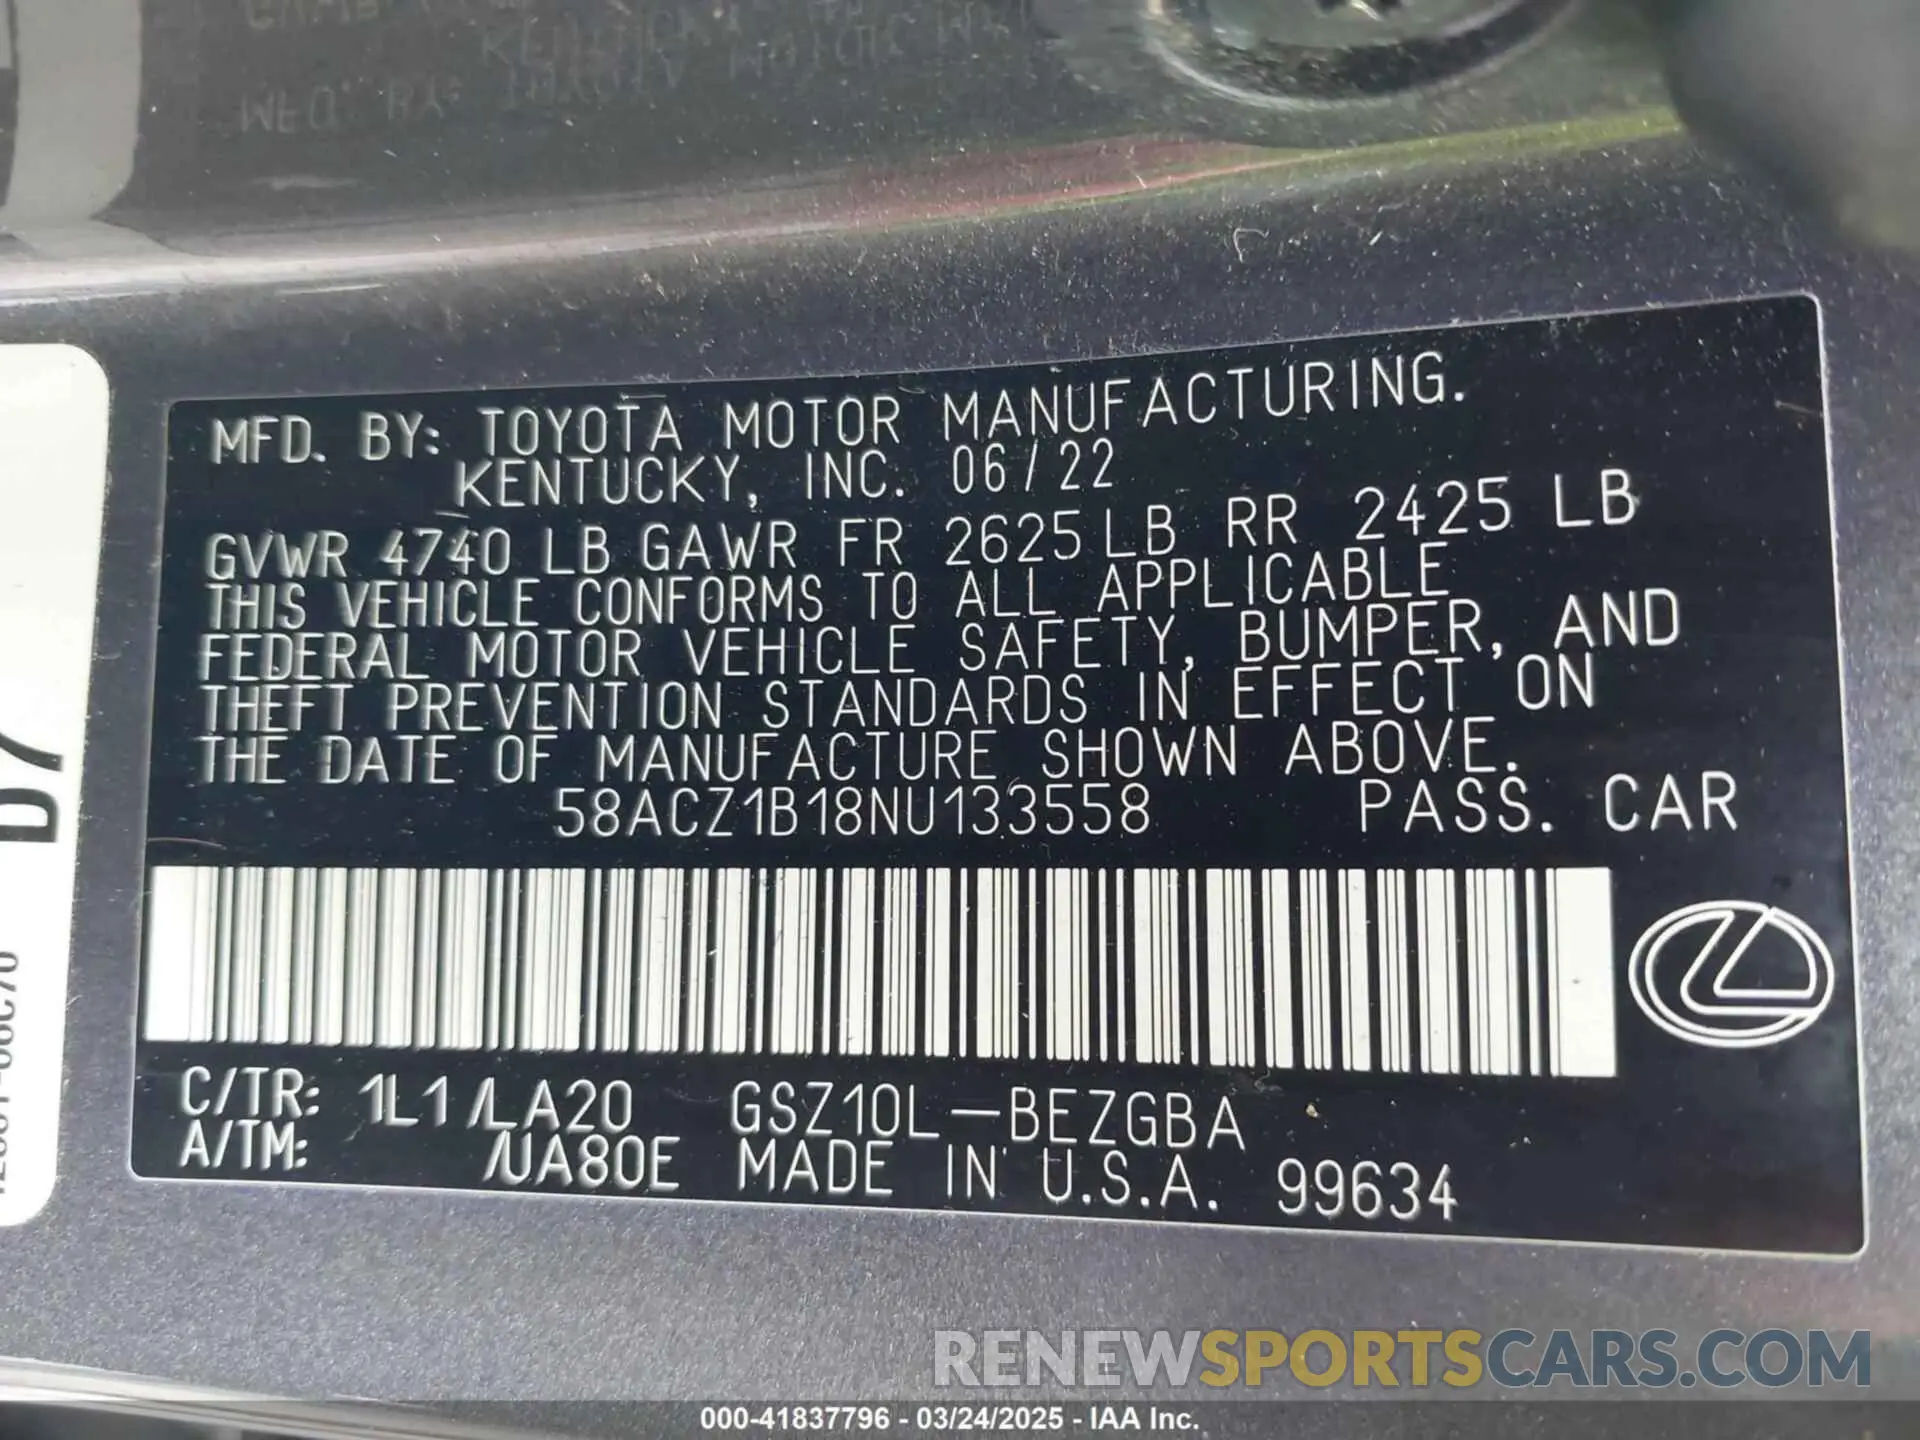 MFD. BY: TOYOTA MOTOR MANUFACTURING.
KENTUCKY, INC. 06/22
GVWR 4740 LB GAWR FR 2625 LB RR 2425 LB
THIS VEHICLE CONFORMS TO ALL APPLICABLE
FEDERAL MOTOR VEHICLE SAFETY, BUMPER, AND
THEFT PREVENTION STANDARDS IN EFFECT ON
THE DATE OF MANUFACTURE SHOWN ABOVE.
58ACZ1B18NU133558 PASS. CAR
C/TR: 1L1/LA20 GSZ10L-BEZGBA
A/TM: /UA80E MADE IN U.S.A. 99634
RENEWSPORTSCARS.COM
000-41837796 - 03/24/2025 - IAA Inc.